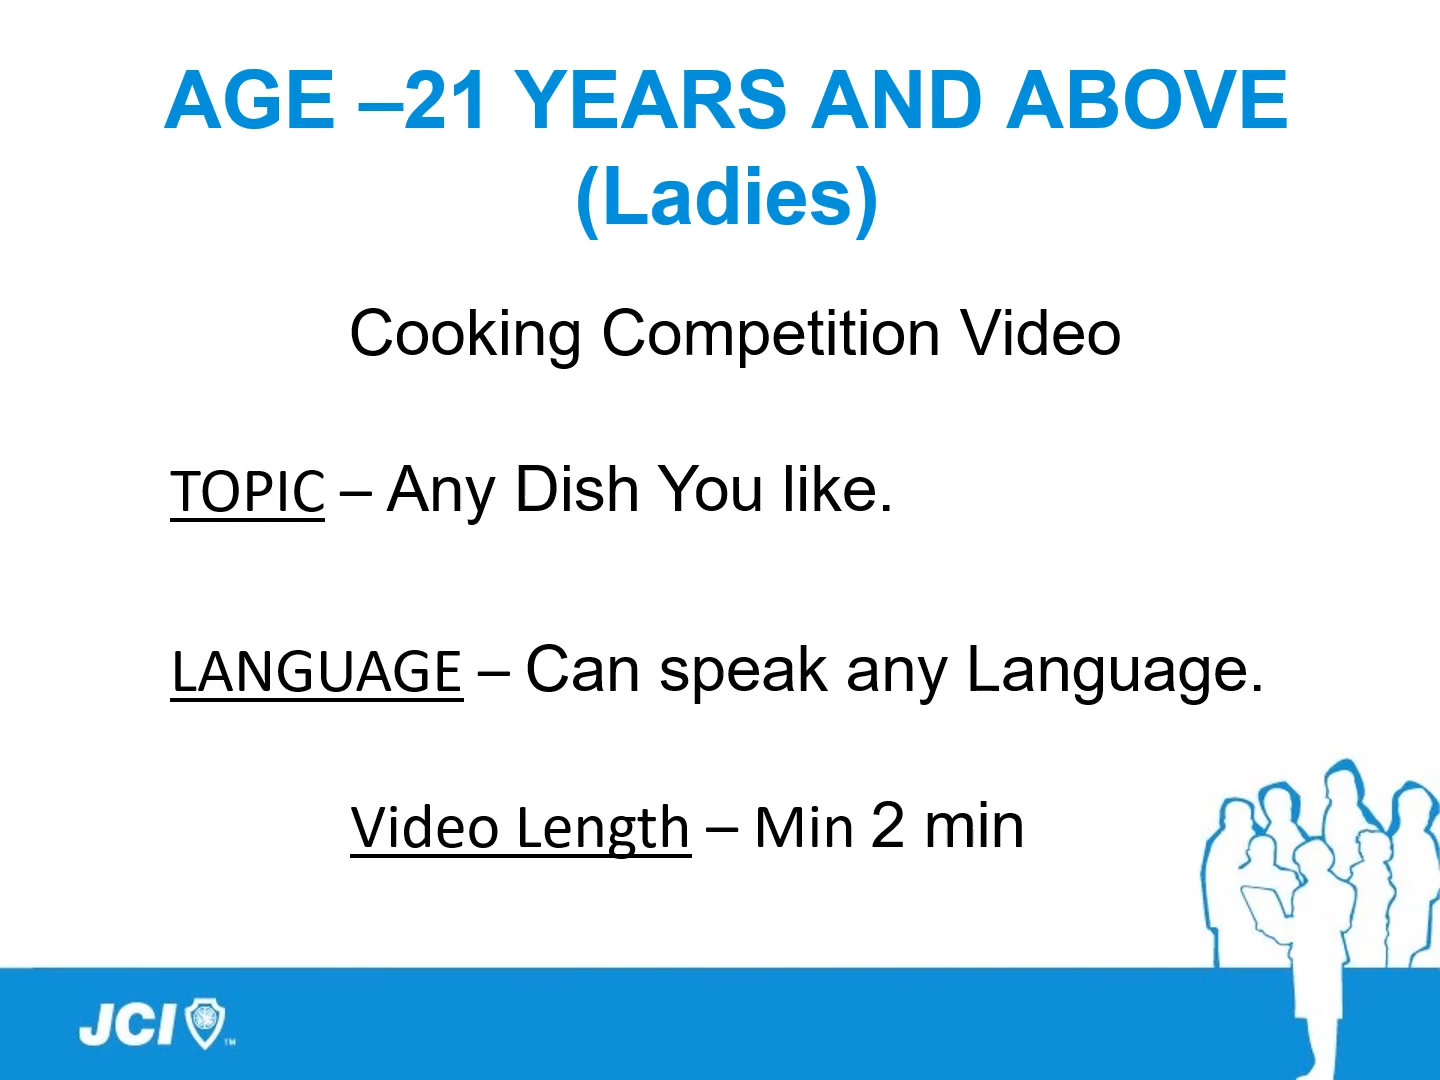 AGE –21 YEARS AND ABOVE
(Ladies)
Cooking Competition Video
TOPIC – Any Dish You like.
LANGUAGE – Can speak any Language.
Video Length – Min 2 min
JCI TM